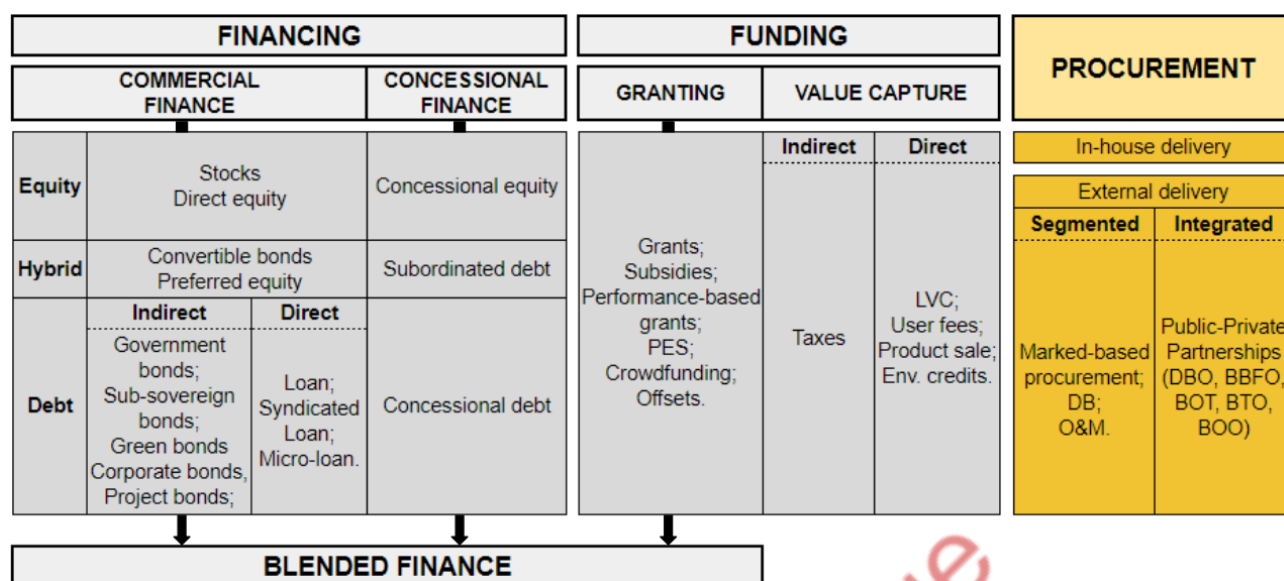 FINANCING
FUNDING
PROCUREMENT
COMMERCIAL
FINANCE
CONCESSIONAL
FINANCE
GRANTING
VALUE CAPTURE
Equity
Stocks
Direct equity
Concessional equity
Hybrid
Convertible bonds
Preferred equity
Subordinated debt
Debt
Indirect
Government
bonds;
Sub-sovereign
bonds;
Green bonds
Corporate bonds,
Project bonds;
Direct
Loan;
Syndicated
Loan;
Micro-loan.
Concessional debt
Grants;
Subsidies;
Performance-based
grants;
PES;
Crowdfunding;
Offsets.
Indirect
Taxes
Direct
LVC;
User fees;
Product sale;
Env. credits.
In-house delivery
External delivery
Segmented
Marked-based
procurement;
DB;
O&M.
Integrated
Public-Private
Partnerships
(DBO, BBFO,
BOT, BTO,
BOO)
BLENDED FINANCE